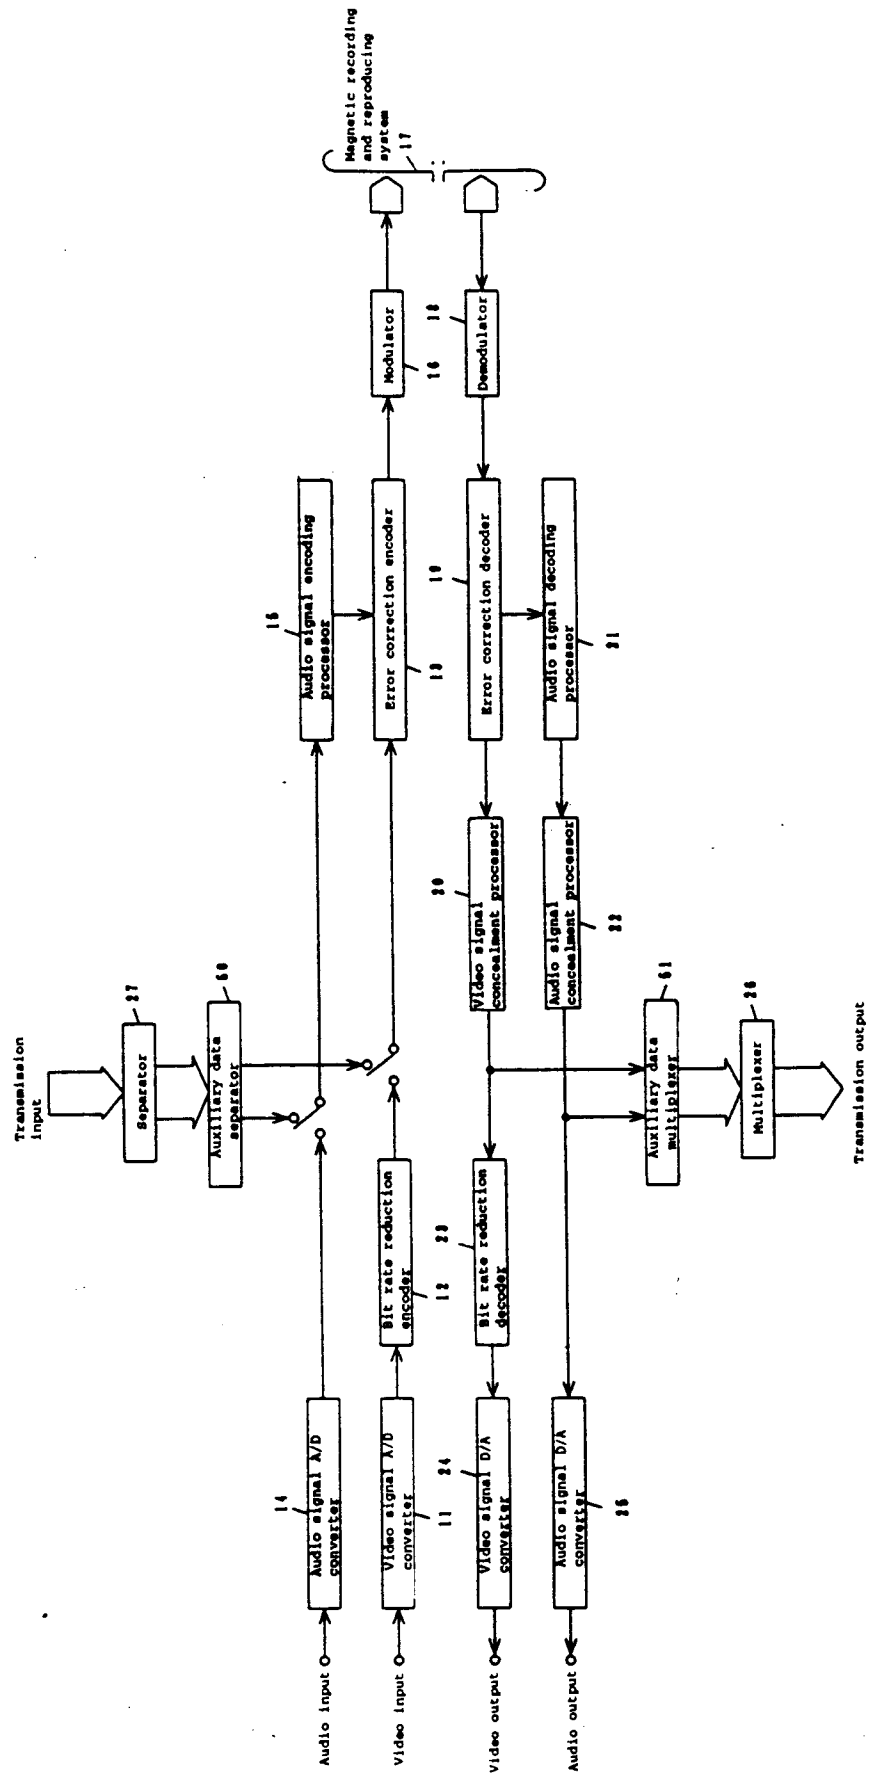 Transmission
input
27
Separator
60
Auxiliary data
separator
Audio input
14
Audio signal A/D
converter
15
Audio signal encoding
processor
Video input
Video signal A/D
converter
11
Bit rate reduction
encoder
12
Error correction encoder
13
Modulator
16
Magnetic recording
and reproducing
system
17
Video output
24
Video signal D/A
converter
23
Bit rate reduction
decoder
20
Video signal
concealment processor
19
Error correction decoder
18
Demodulator
Audio output
Audio signal D/A
converter
25
Audio signal
concealment processor
22
Audio signal decoding
processor
21
61
Auxiliary data
multiplexer
26
Multiplexer
Transmission output